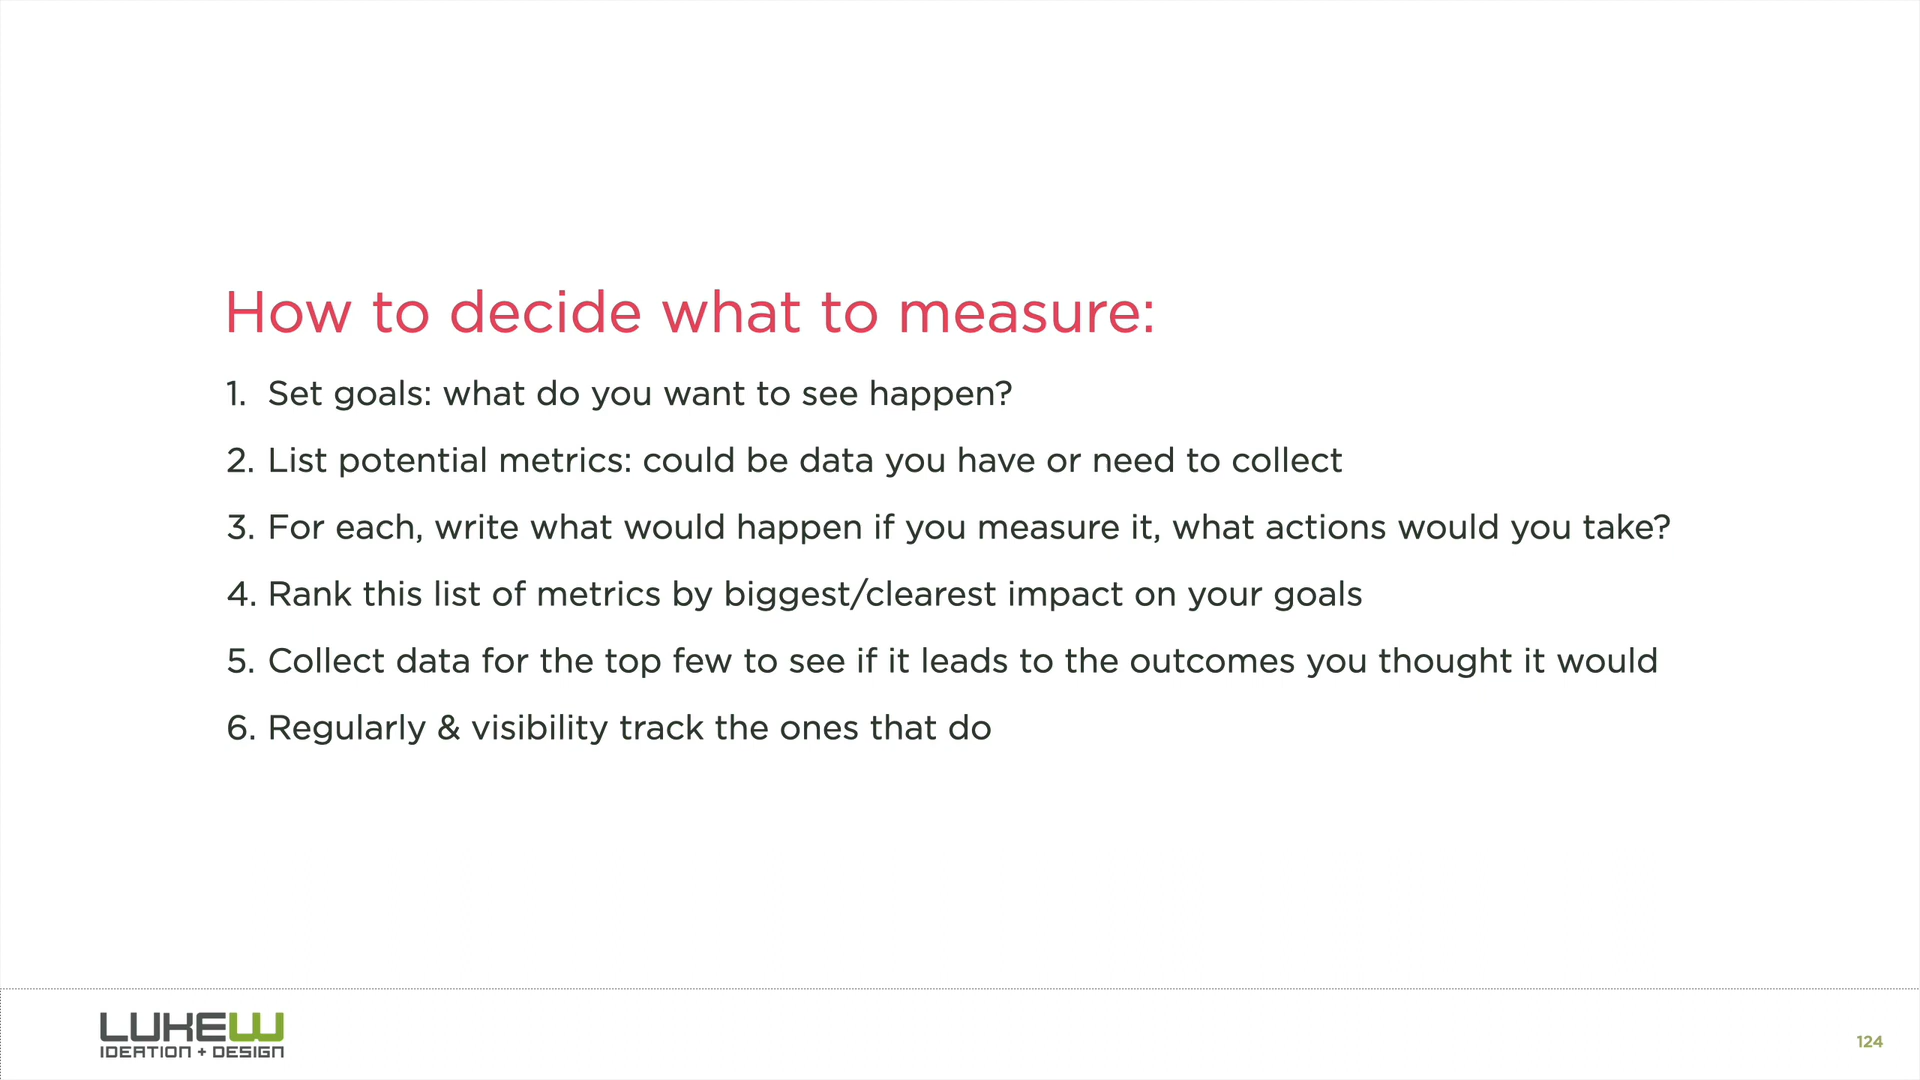 How to decide what to measure:
1. Set goals: what do you want to see happen?
2. List potential metrics: could be data you have or need to collect
3. For each, write what would happen if you measure it, what actions would you take?
4. Rank this list of metrics by biggest/clearest impact on your goals
5. Collect data for the top few to see if it leads to the outcomes you thought it would
6. Regularly & visibility track the ones that do
LUKEW
IDEATION + DESIGN
124